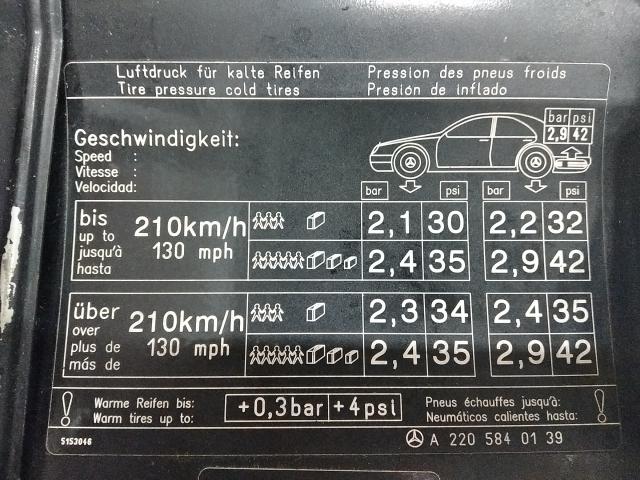 Luftdruck für kalte Reifen Pression des pneus froids
Tire pressure cold tires Presión de inflado
bar psi
2,9 42
Geschwindigkeit:
Speed :
Vitesse :
Velocidad:
bar psi bar psi
bis 210km/h 2,1 30 2,2 32
up to
jusqu'à 130 mph 2,4 35 2,9 42
hasta
über 210km/h 2,3 34 2,4 35
over
plus de 130 mph 2,4 35 2,9 42
más de
! Warme Reifen bis: +0,3bar +4psi Pneus échauffes jusqu'à: !
Warm tires up to: Neumáticos calientes hasta:
S153046 A 220 584 01 39